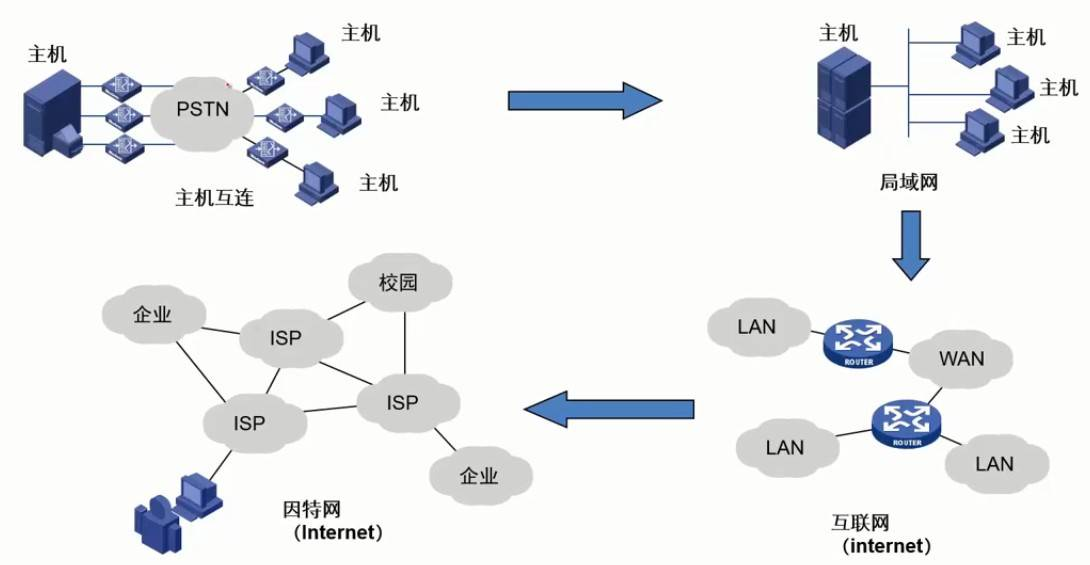 主机
主机
PSTN
主机
主机
主机互连
主机
主机
主机
主机
局域网
企业
校园
ISP
ISP
ISP
企业
因特网
（Internet）
LAN
ROUTER
WAN
ROUTER
LAN
LAN
互联网
（internet）